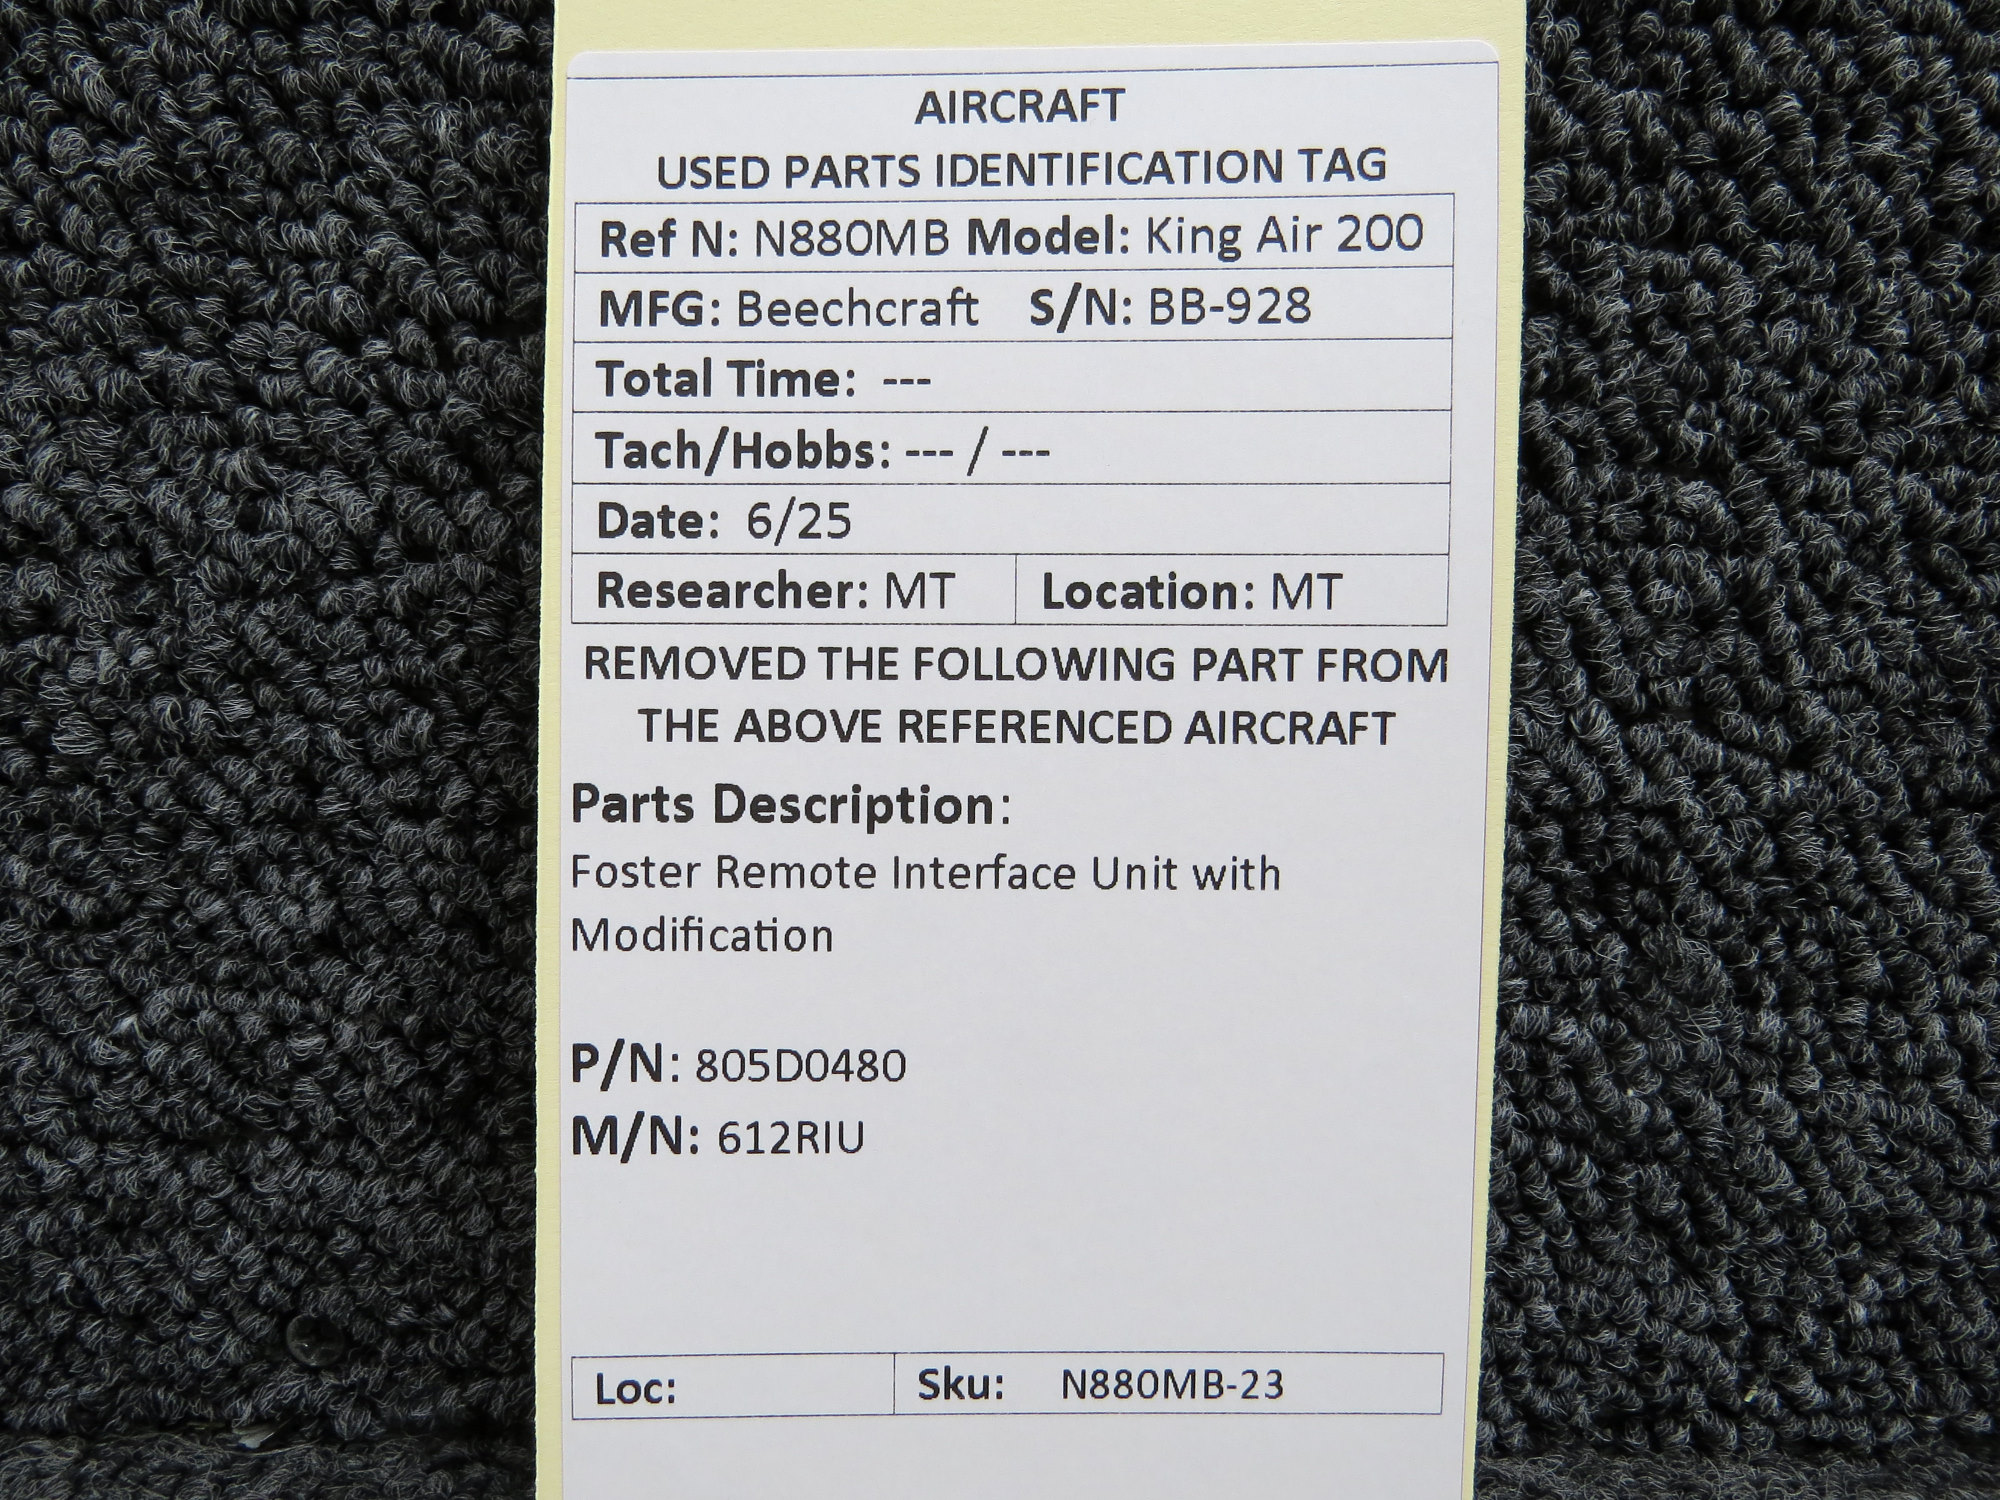 AIRCRAFT
USED PARTS IDENTIFICATION TAG
Ref N: N880MB Model: King Air 200
MFG: Beechcraft S/N: BB-928
Total Time: ---
Tach/Hobbs: --- / ---
Date: 6/25
Researcher: MT Location: MT
REMOVED THE FOLLOWING PART FROM
THE ABOVE REFERENCED AIRCRAFT
Parts Description:
Foster Remote Interface Unit with
Modification
P/N: 805D0480
M/N: 612RIU
Loc: Sku: N880MB-23